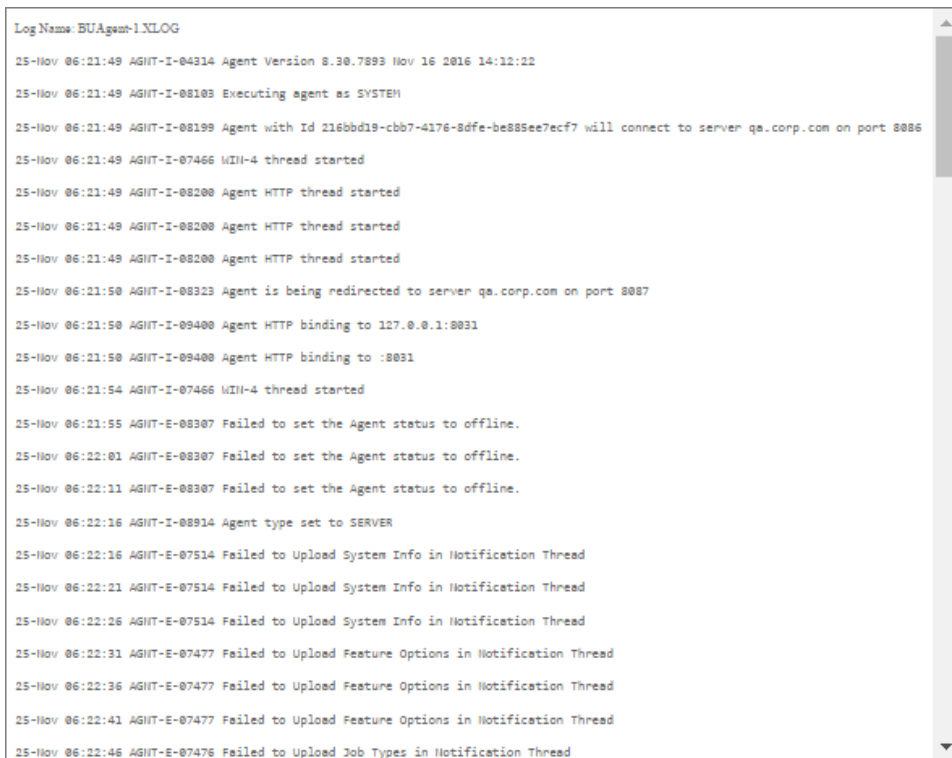 Log Name: BUAgent-1.XLOG
25-Nov 06:21:49 AGNT-I-04314 Agent Version 8.30.7893 Nov 16 2016 14:12:22
25-Nov 06:21:49 AGNT-I-08103 Executing agent as SYSTEM
25-Nov 06:21:49 AGNT-I-08199 Agent with Id 216bbd19-cbb7-4176-8dfe-be885ee7ecf7 will connect to server qa.corp.com on port 8086
25-Nov 06:21:49 AGNT-I-07466 WIN-4 thread started
25-Nov 06:21:49 AGNT-I-08200 Agent HTTP thread started
25-Nov 06:21:49 AGNT-I-08200 Agent HTTP thread started
25-Nov 06:21:49 AGNT-I-08200 Agent HTTP thread started
25-Nov 06:21:50 AGNT-I-08323 Agent is being redirected to server qa.corp.com on port 8087
25-Nov 06:21:50 AGNT-I-09400 Agent HTTP binding to 127.0.0.1:8031
25-Nov 06:21:50 AGNT-I-09400 Agent HTTP binding to :8031
25-Nov 06:21:54 AGNT-I-07466 WIN-4 thread started
25-Nov 06:21:55 AGNT-E-08307 Failed to set the Agent status to offline.
25-Nov 06:22:01 AGNT-E-08307 Failed to set the Agent status to offline.
25-Nov 06:22:11 AGNT-E-08307 Failed to set the Agent status to offline.
25-Nov 06:22:16 AGNT-I-08914 Agent type set to SERVER
25-Nov 06:22:16 AGNT-E-07514 Failed to Upload System Info in Notification Thread
25-Nov 06:22:21 AGNT-E-07514 Failed to Upload System Info in Notification Thread
25-Nov 06:22:26 AGNT-E-07514 Failed to Upload System Info in Notification Thread
25-Nov 06:22:31 AGNT-E-07477 Failed to Upload Feature Options in Notification Thread
25-Nov 06:22:36 AGNT-E-07477 Failed to Upload Feature Options in Notification Thread
25-Nov 06:22:41 AGNT-E-07477 Failed to Upload Feature Options in Notification Thread
25-Nov 06:22:46 AGNT-E-07476 Failed to Upload Job Types in Notification Thread